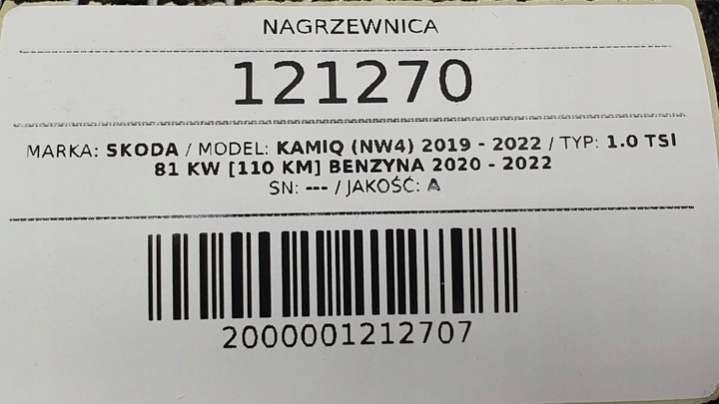 NAGRZEWNICA
121270
MARKA: SKODA / MODEL: KAMIQ (NW4) 2019 - 2022 / TYP: 1.0 TSI
81 KW [110 KM] BENZYNA 2020 - 2022
SN: --- / JAKOŚĆ: A
2000001212707